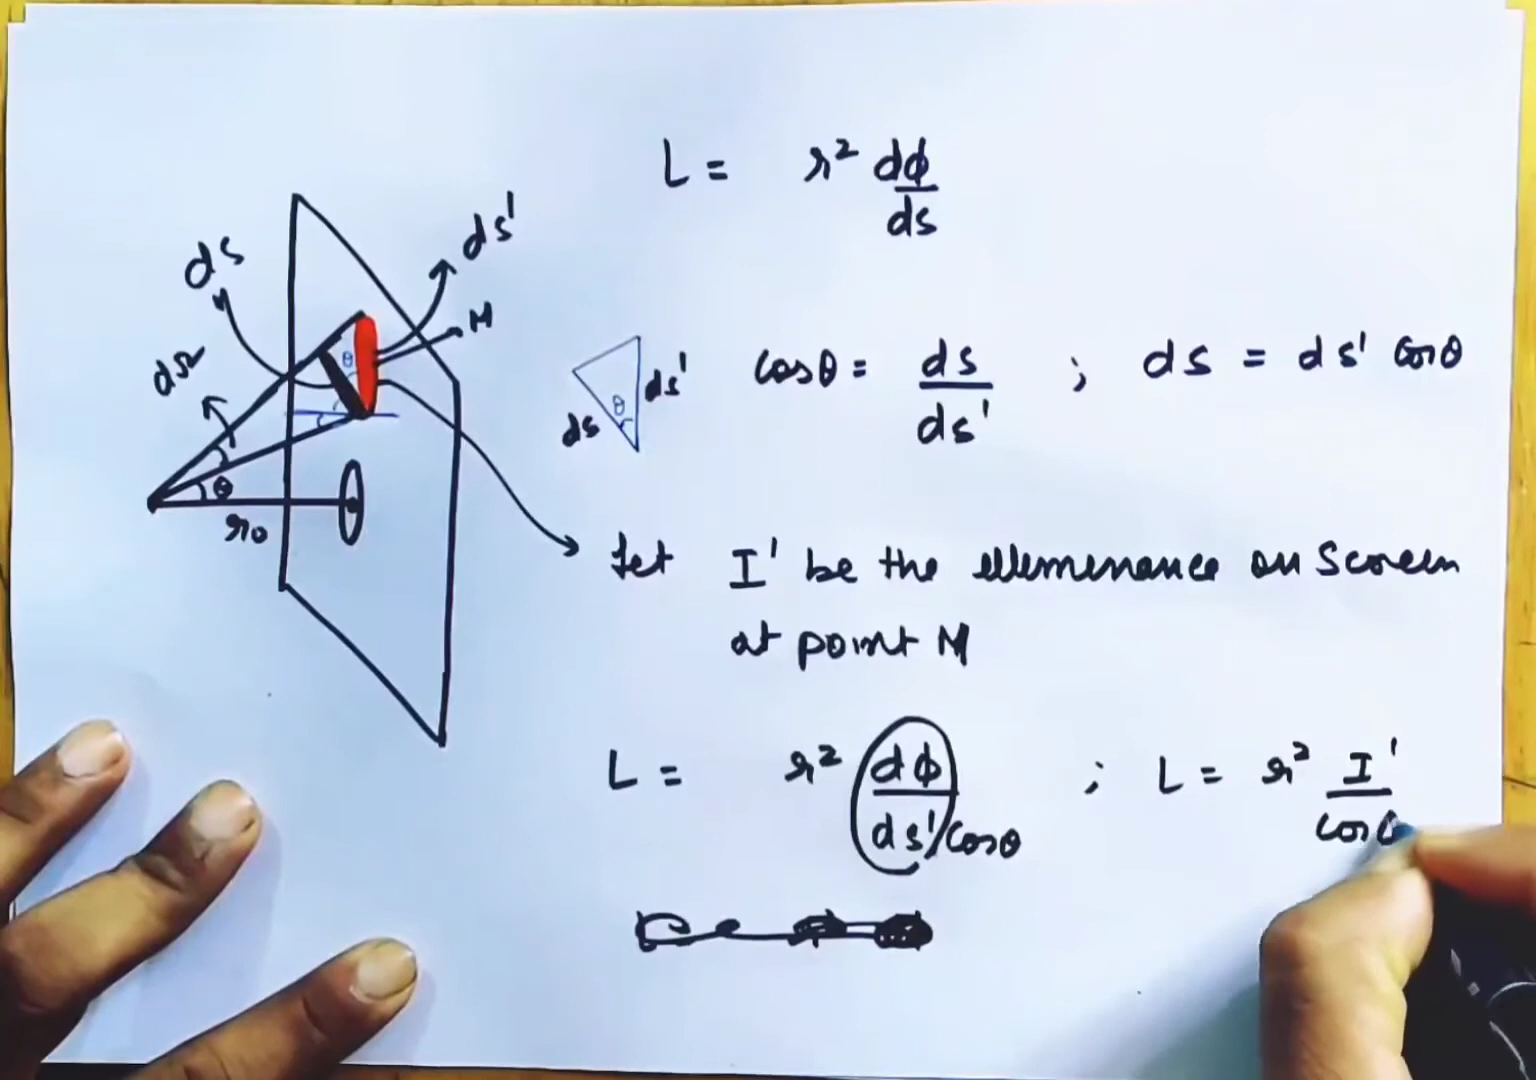 L = r² dϕ/ds
ds'
ds
M
dΩ
θ
θ
r₀
ds'
θ
ds
Cosθ = ds/ds' ; ds = ds' Cosθ
Let I' be the illuminance on Screen
at point M
L = r² dϕ/ds' Cosθ ; L = r² I'/Cosθ